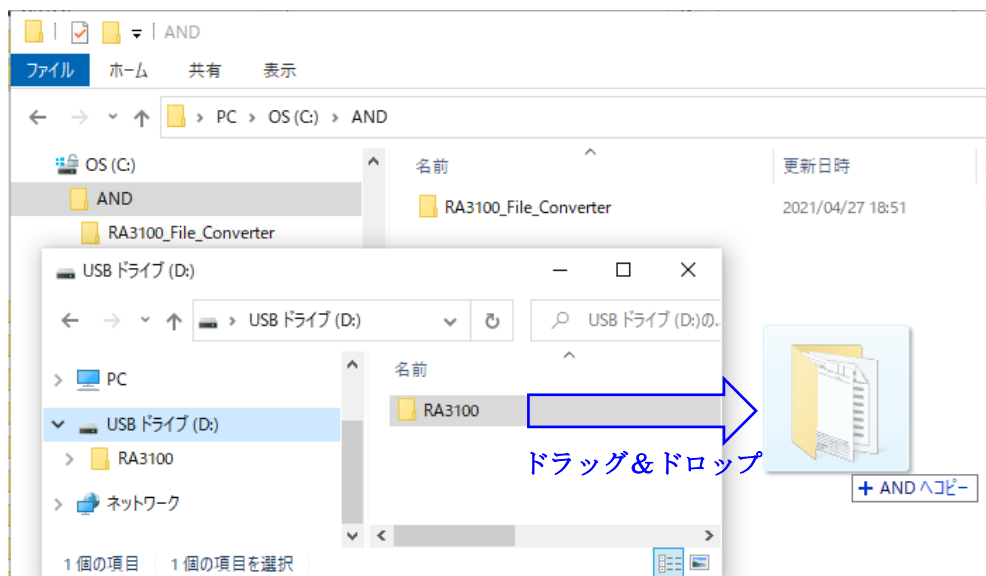 AND
ファイル ホーム 共有 表示
PC > OS (C:) > AND
OS (C:)
AND
RA3100_File_Converter
名前 更新日時
RA3100_File_Converter 2021/04/27 18:51
USB ドライブ (D:)
USB ドライブ (D:) USB ドライブ (D:)の...
PC
USB ドライブ (D:)
RA3100
ネットワーク
名前
RA3100
ドラッグ＆ドロップ
+ AND へコピー
1 個の項目 1 個の項目を選択